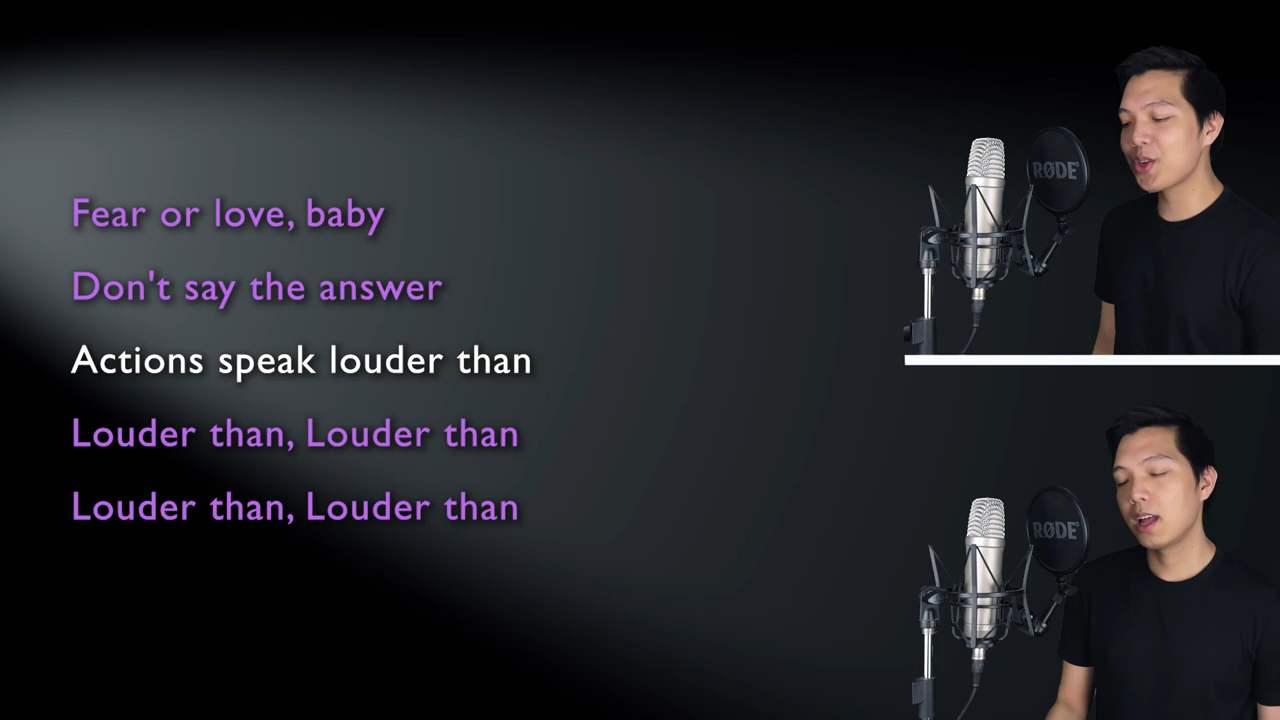 Fear or love, baby
Don't say the answer
Actions speak louder than
Louder than, Louder than
Louder than, Louder than
RØDE
RØDE